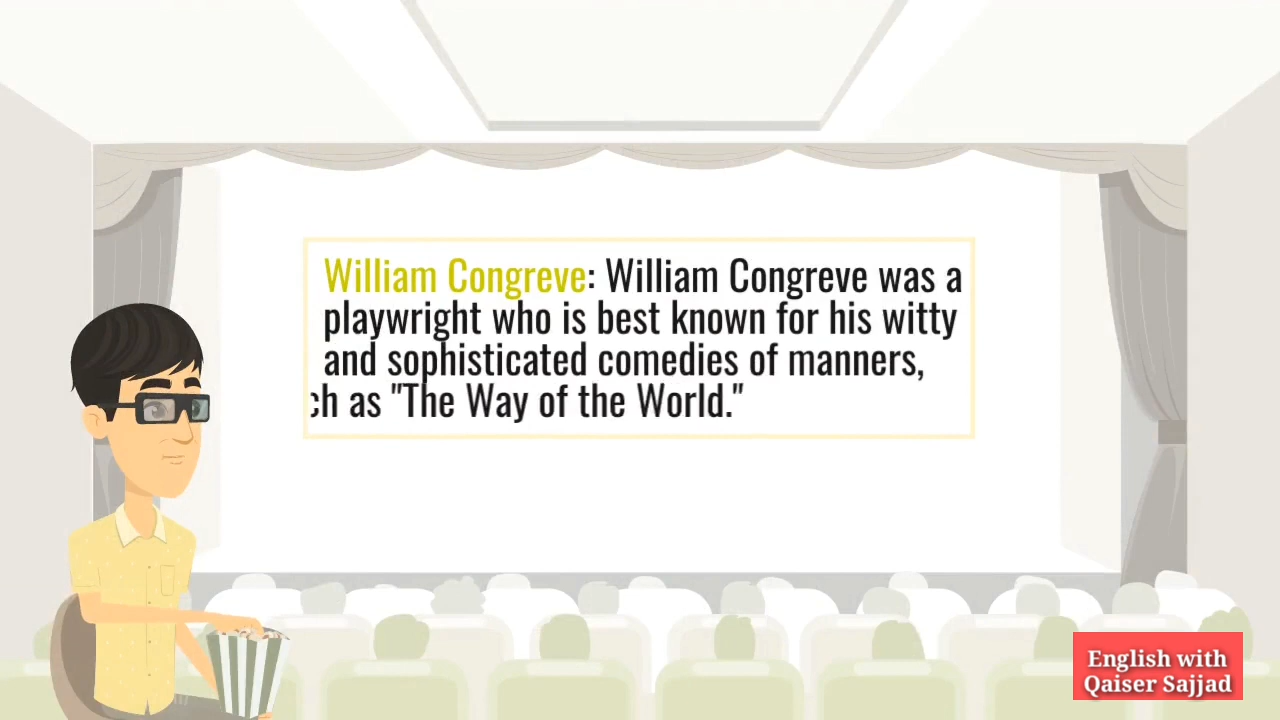 William Congreve: William Congreve was a
playwright who is best known for his witty
and sophisticated comedies of manners,
ch as "The Way of the World."
English with
Qaiser Sajjad